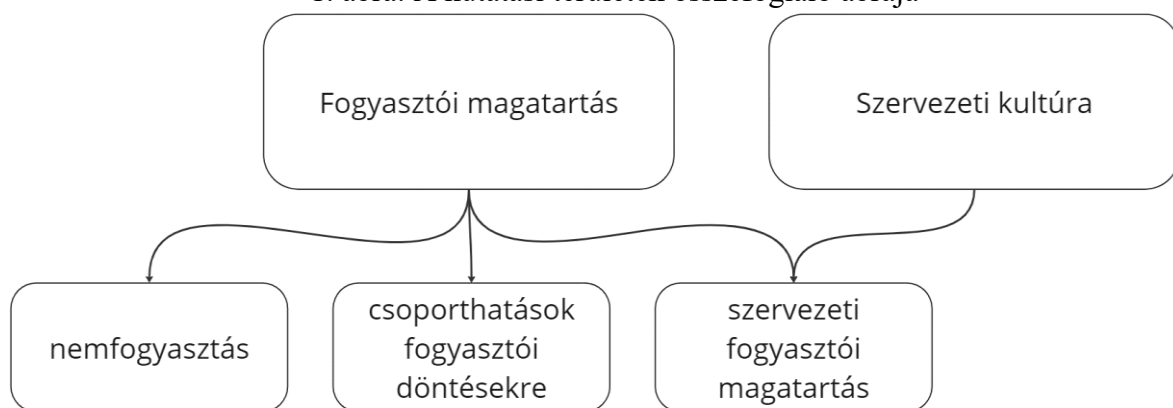 Fogyasztói magatartás
Szervezeti kultúra
nemfogyasztás
csoporthatások
fogyasztói
döntésekre
szervezeti
fogyasztói
magatartás